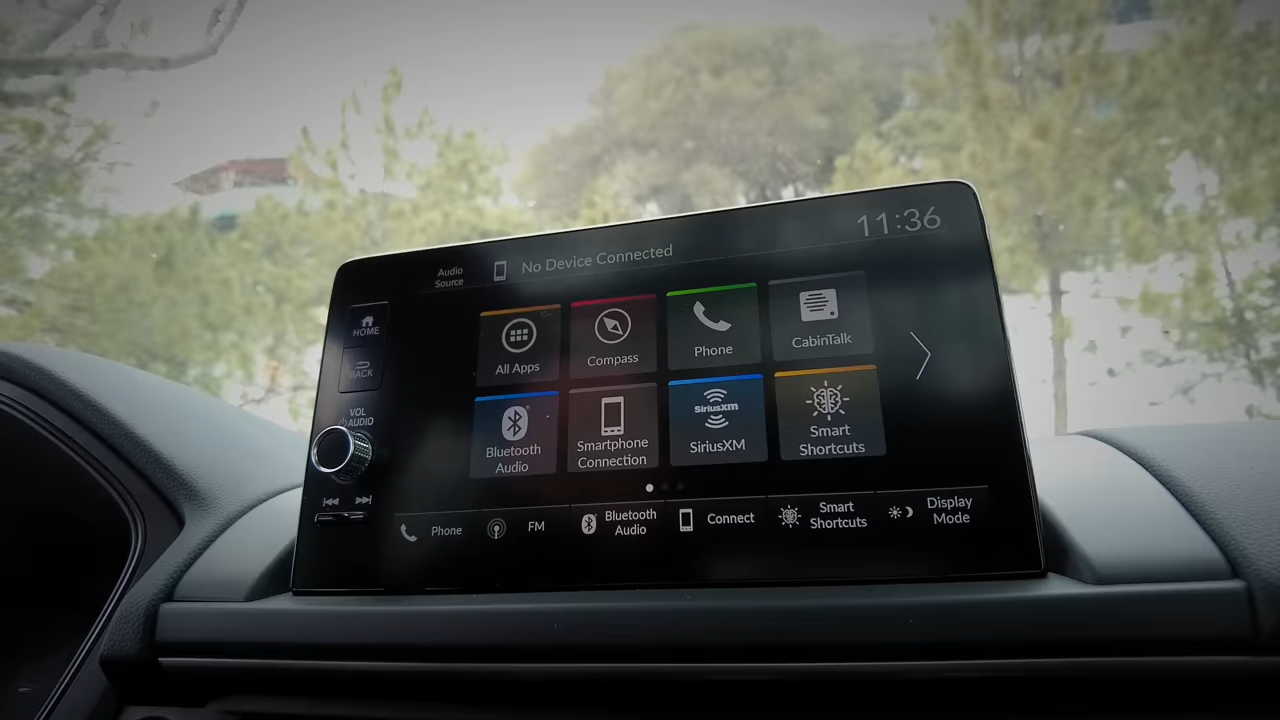 11:36
Audio
Source
No Device Connected
HOME
BACK
VOL
AUDIO
All Apps
Compass
Phone
CabinTalk
Bluetooth
Audio
Smartphone
Connection
SiriusXM
SiriusXM
Smart
Shortcuts
Phone
FM
Bluetooth
Audio
Connect
Smart
Shortcuts
Display
Mode